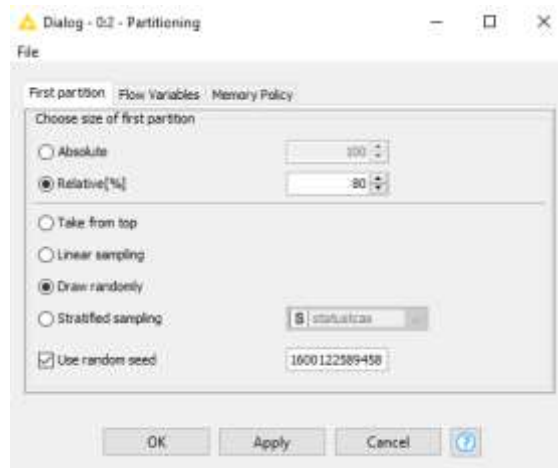 Dialog - 0:2 - Partitioning
File
First partition Flow Variables Memory Policy
Choose size of first partition
Absolute 100
Relative[%] 80
Take from top
Linear sampling
Draw randomly
Stratified sampling S
Use random seed 1600122589458
OK Apply Cancel ?